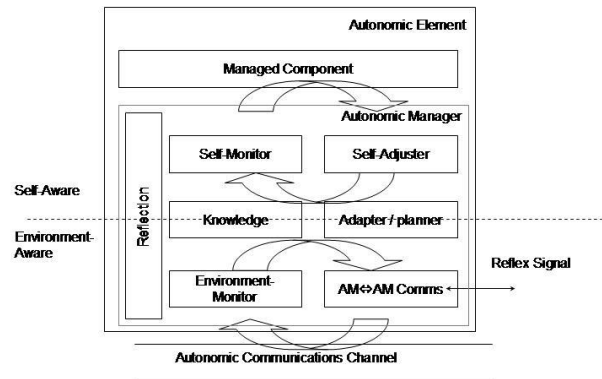 Autonomic Element
Managed Component
Autonomic Manager
Self-Monitor
Self-Adjuster
Reflection
Self-Aware
Knowledge
Adapter / planner
Environment-
Aware
Environment-
Monitor
AM⇔AM Comms
Reflex Signal
Autonomic Communications Channel